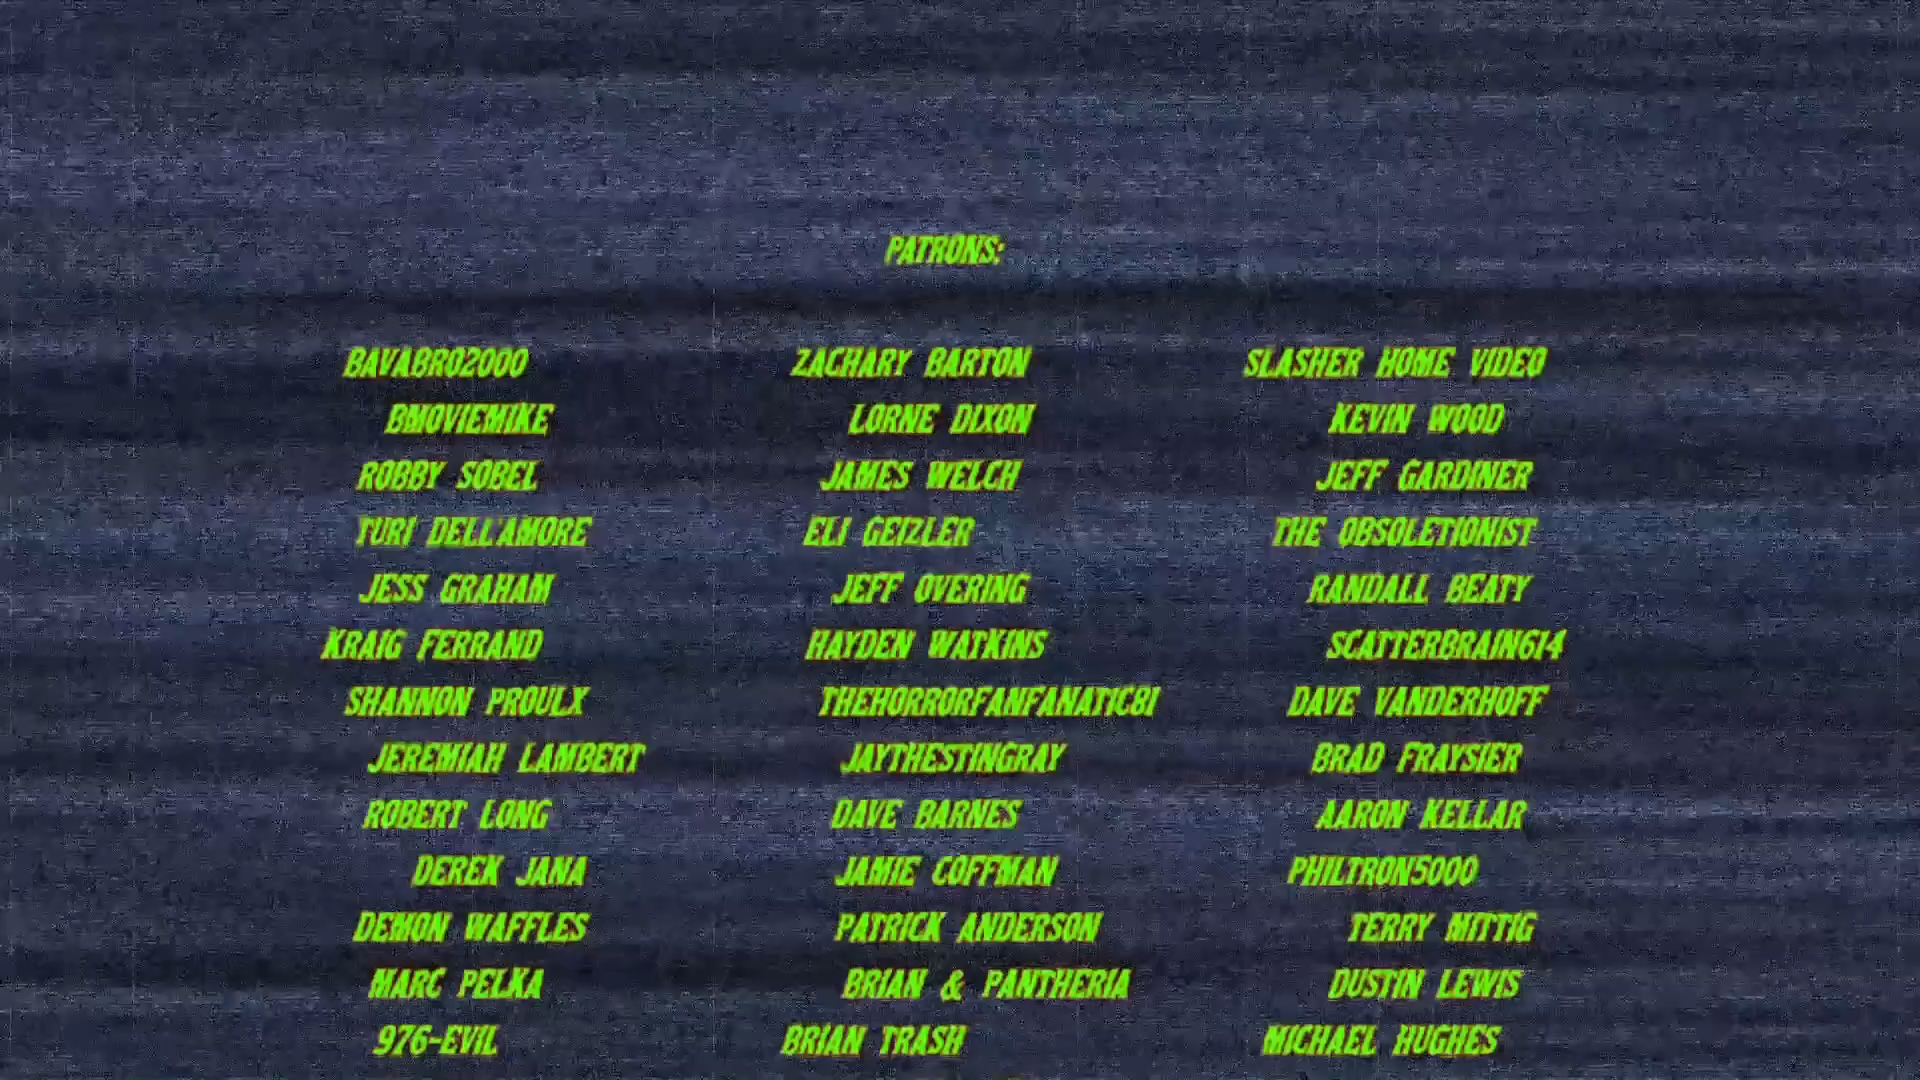 PATRONS:
BAVABRO2000 ZACHARY BARTON SLASHER HOME VIDEO
BMOVIEMIKE LORNE DIXON KEVIN WOOD
ROBBY SOBEL JAMES WELCH JEFF GARDINER
TURI DELL'AMORE ELI GEIZLER THE OBSOLETIONIST
JESS GRAHAM JEFF OVERING RANDALL BEATY
KRAIG FERRAND HAYDEN WATKINS SCATTERBRAIN614
SHANNON PROULX THEHORRORFANFANATIC81 DAVE VANDERHOFF
JEREMIAH LAMBERT JAYTHESTINGRAY BRAD FRAYSIER
ROBERT LONG DAVE BARNES AARON KELLAR
DEREK JANA JAMIE COFFMAN PHILTRON5000
DEMON WAFFLES PATRICK ANDERSON TERRY MITTIG
MARC PELKA BRIAN & PANTHERIA DUSTIN LEWIS
976-EVIL BRIAN TRASH MICHAEL HUGHES